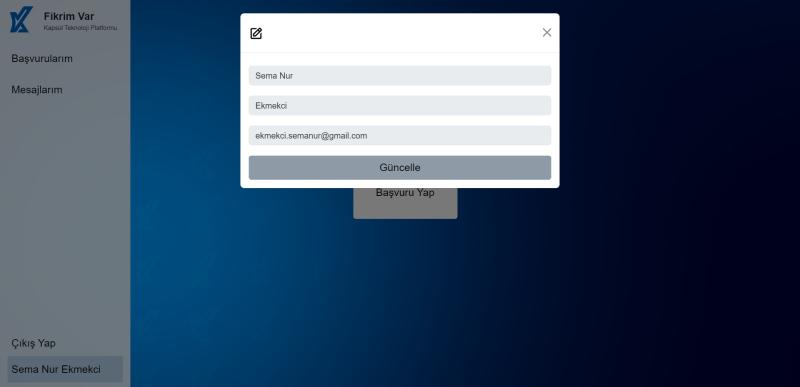 Fikrim Var
Kapsül Teknoloji Platformu
Başvurularım
Mesajlarım
Sema Nur
Ekmekci
ekmekci.semanur@gmail.com
Güncelle
Başvuru Yap
Çıkış Yap
Sema Nur Ekmekci